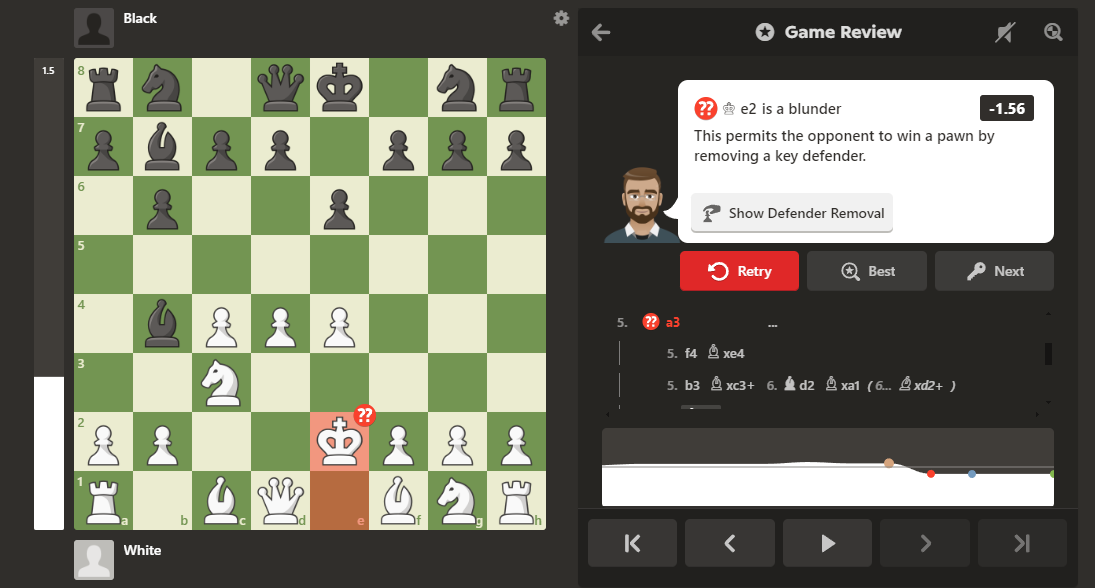 Black
1.5
8
7
6
5
4
3
2
1
a
b
c
d
e
f
g
h
??
White
Game Review
?? e2 is a blunder
-1.56
This permits the opponent to win a pawn by
removing a key defender.
Show Defender Removal
Retry
Best
Next
5. ?? a3 ...
5. f4 xe4
5. b3 xc3+ 6. d2 xa1 ( 6... xd2+ )